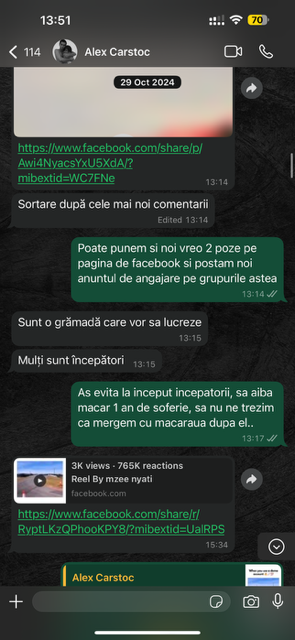 13:51
70
114
Alex Carstoc
29 Oct 2024
https://www.facebook.com/share/p/
Awi4NyacsYxU5XdA/?
mibextid=WC7FNe
13:14
Sortare după cele mai noi comentarii
Edited 13:14
Poate punem si noi vreo 2 poze pe
pagina de facebook si postam noi
anuntul de angajare pe grupurile astea
13:14
Sunt o grămadă care vor sa lucreze
13:15
Mulți sunt începători
13:15
As evita la inceput incepatorii, sa aiba
macar 1 an de soferie, sa nu ne trezim
ca mergem cu macaraua dupa el..
13:17
3K views · 765K reactions
Reel By mzee nyati
facebook.com
https://www.facebook.com/share/r/
RyptLKzQPhooKPY8/?mibextid=UalRPS
15:34
Alex Carstoc